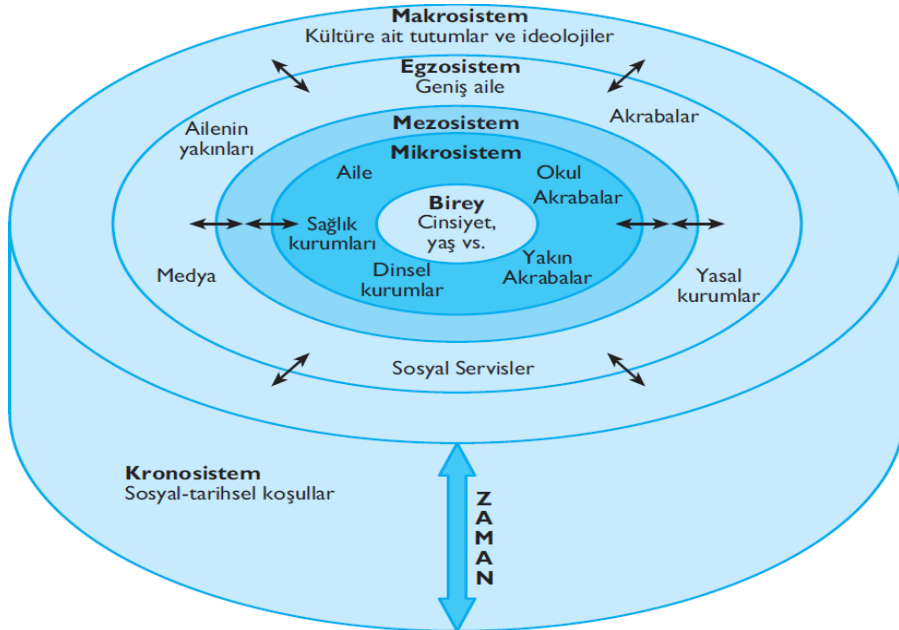 Makrosistem
Kültüre ait tutumlar ve ideolojiler
Egzosistem
Geniş aile
Ailenin
yakınları
Akrabalar
Mezosistem
Mikrosistem
Aile
Okul
Akrabalar
Birey
Cinsiyet,
yaş vs.
Sağlık
kurumları
Dinsel
kurumlar
Yakın
Akrabalar
Medya
Yasal
kurumlar
Sosyal Servisler
Kronosistem
Sosyal-tarihsel koşullar
Z
A
M
A
N